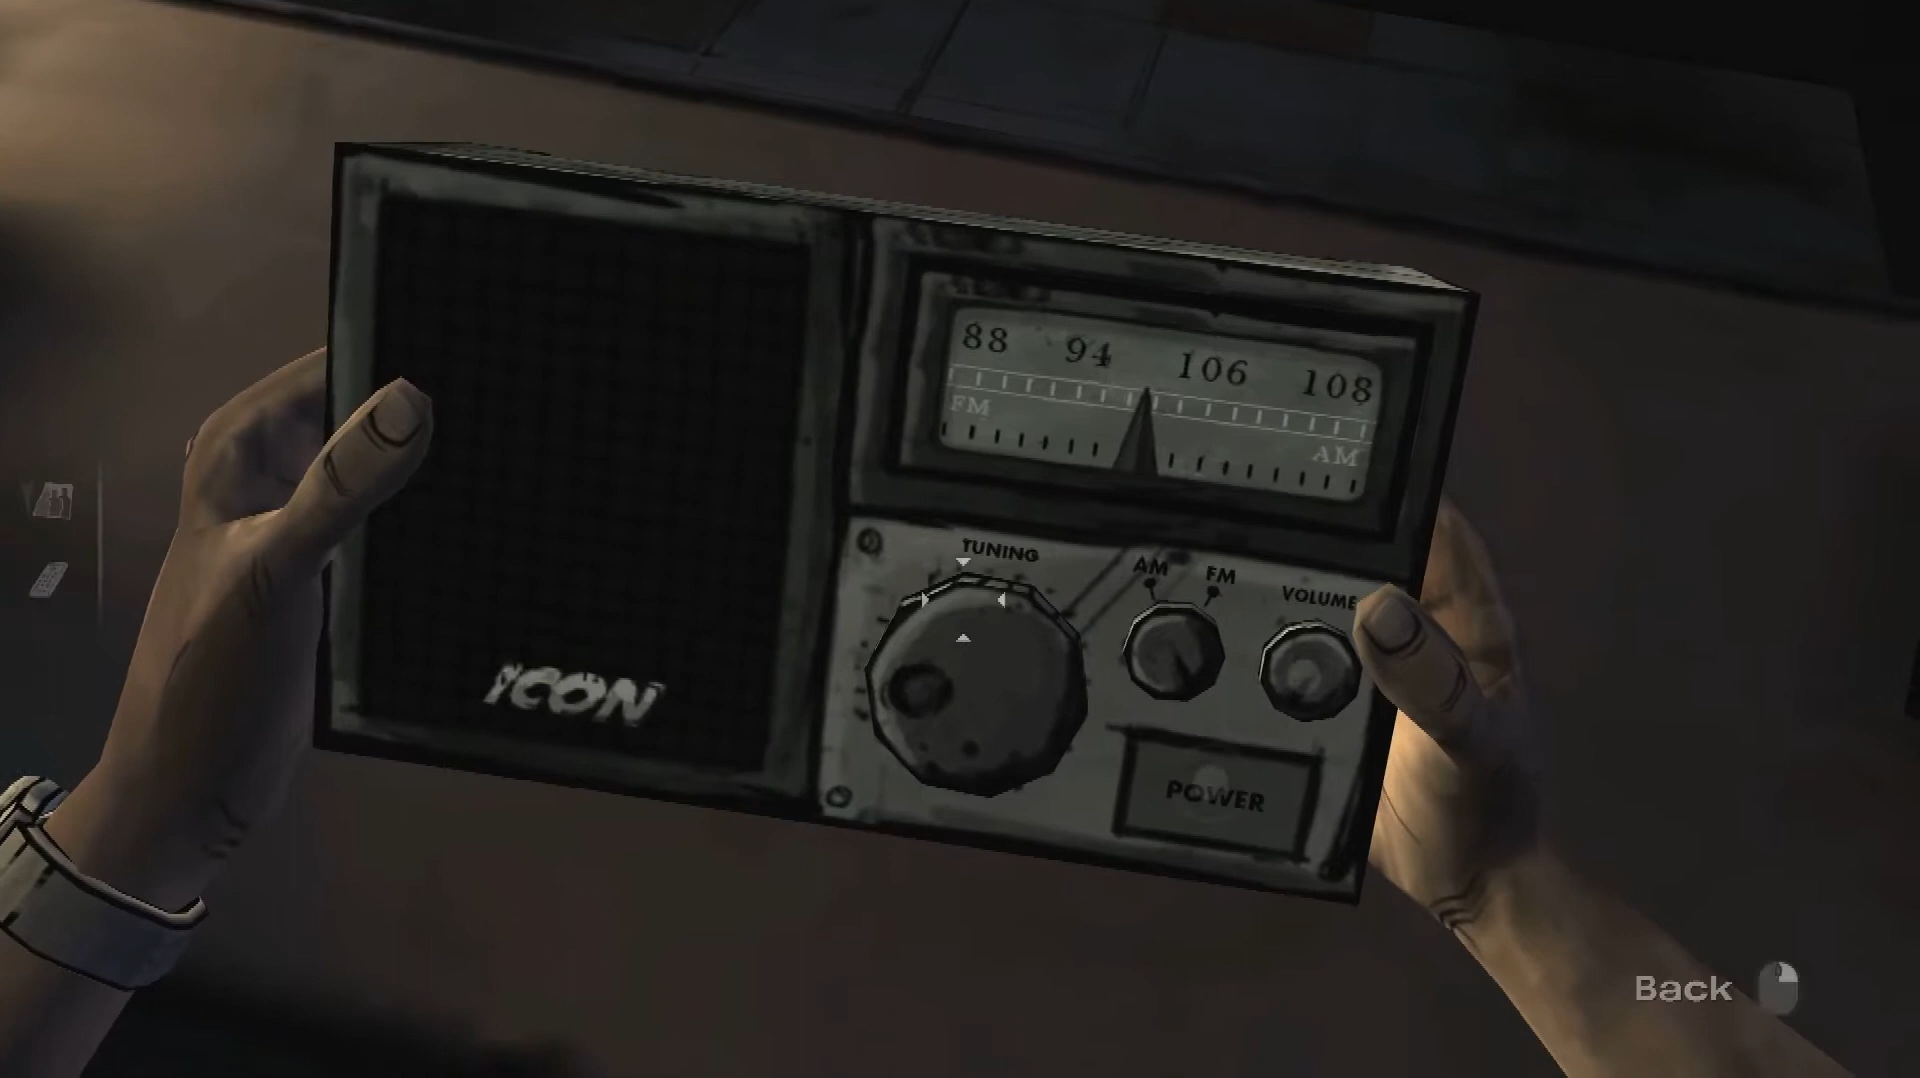 88 94 106 108
FM
AM
TUNING
AM FM
VOLUME
ICON
POWER
Back